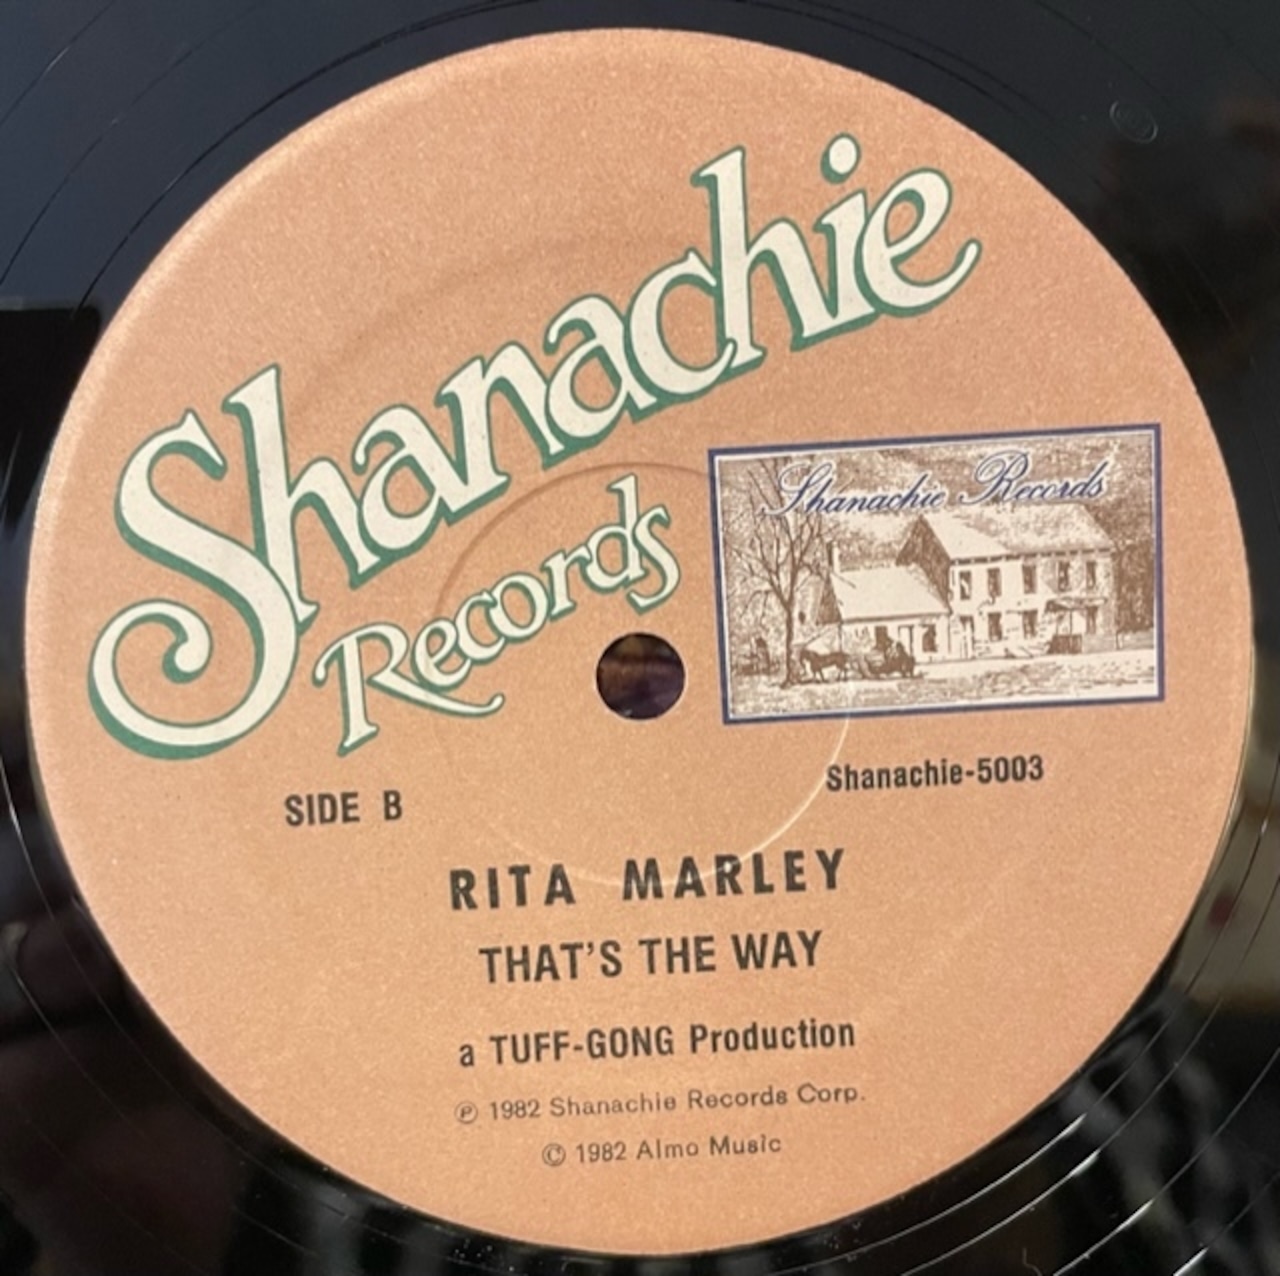 Shanachie
Records
Shanachie Records
SIDE B
Shanachie-5003
RITA MARLEY
THAT'S THE WAY
a TUFF-GONG Production
℗ 1982 Shanachie Records Corp.
© 1982 Almo Music